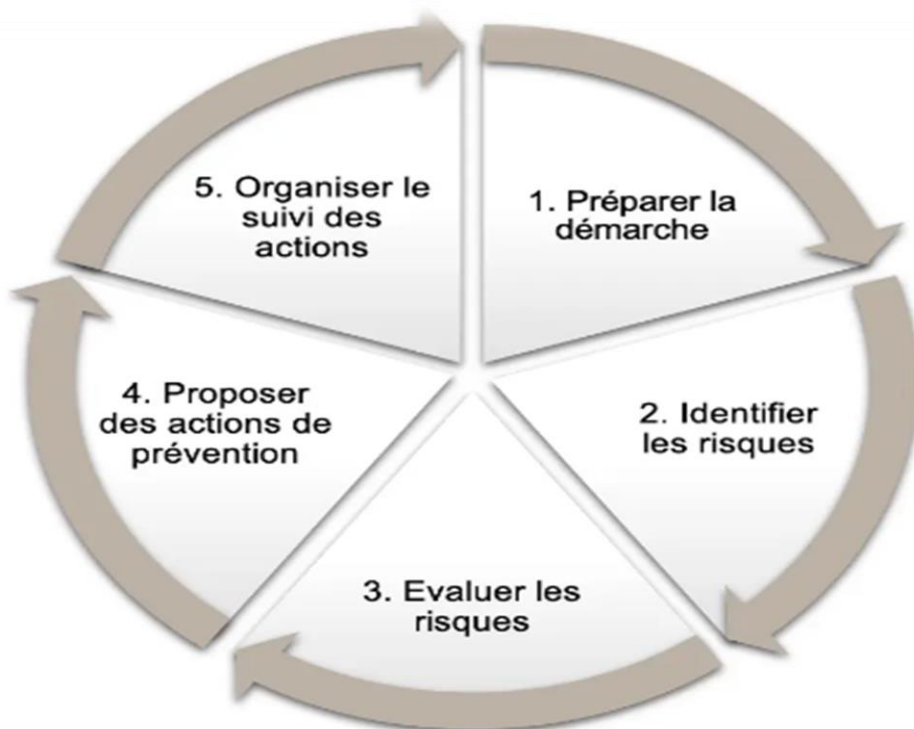 1. Préparer la
démarche
2. Identifier
les risques
3. Evaluer les
risques
4. Proposer
des actions de
prévention
5. Organiser le
suivi des
actions